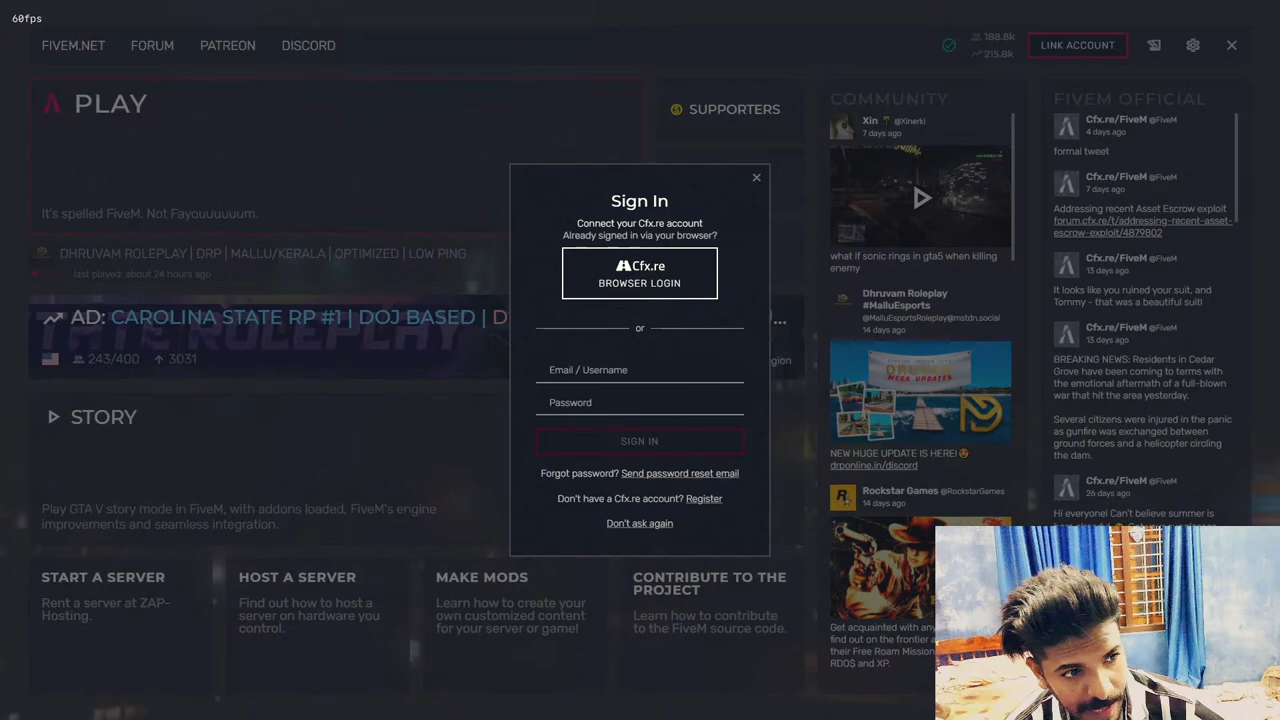 60fps
FIVEM.NET FORUM PATREON DISCORD
188.8k
215.8k
LINK ACCOUNT
PLAY
It's spelled FiveM. Not Fayouuuuuum.
DHRUVAM ROLEPLAY | DRP | MALLU/KERALA | OPTIMIZED | LOW PING
last played: about 24 hours ago
AD: CAROLINA STATE RP #1 | DOJ BASED | D
...
243/400 3031
gion
STORY
Play GTA V story mode in FiveM, with addons loaded, FiveM's engine
improvements and seamless integration.
START A SERVER
Rent a server at ZAP-
Hosting.
HOST A SERVER
Find out how to host a
server on hardware you
control.
MAKE MODS
Learn how to create your
own customized content
for your server or game!
CONTRIBUTE TO THE
PROJECT
Learn how to contribute
to the FiveM source code.
SUPPORTERS
Sign In
Connect your Cfx.re account
Already signed in via your browser?
Cfx.re
BROWSER LOGIN
or
Email / Username
Password
SIGN IN
Forgot password? Send password reset email
Don't have a Cfx.re account? Register
Don't ask again
COMMUNITY
Xin @Xinerki
7 days ago
what if sonic rings in gta5 when killing
enemy
Dhruvam Roleplay
#MalluEsports
@MalluEsportsRoleplay@mstdn.social
14 days ago
DHRUVAM
MEGA UPDATES
NEW HUGE UPDATE IS HERE!😍
drponline.in/discord
Rockstar Games @RockstarGames
14 days ago
Get acquainted with any
find out on the frontier a
their Free Roam Mission
RDO$ and XP.
FIVEM OFFICIAL
Cfx.re/FiveM @FiveM
4 days ago
formal tweet
Cfx.re/FiveM @FiveM
7 days ago
Addressing recent Asset Escrow exploit
forum.cfx.re/t/addressing-recent-asset-
escrow-exploit/4879802
Cfx.re/FiveM @FiveM
13 days ago
It looks like you ruined your suit, and
Tommy - that was a beautiful suit!
Cfx.re/FiveM @FiveM
13 days ago
BREAKING NEWS: Residents in Cedar
Grove have been coming to terms with
the emotional aftermath of a full-blown
war that hit the area yesterday.
Several citizens were injured in the panic
as gunfire was exchanged between
ground forces and a helicopter circling
the dam.
Cfx.re/FiveM @FiveM
26 days ago
Hi everyone! Can't believe summer is